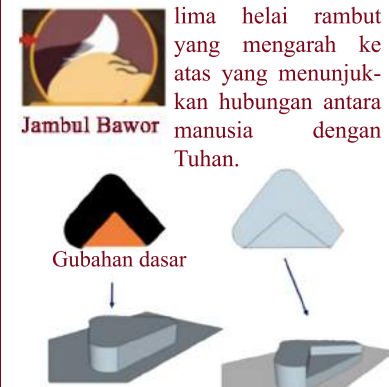 lima helai rambut
yang mengarah ke
atas yang menunjuk-
kan hubungan antara
manusia dengan
Tuhan.
Jambul Bawor
Gubahan dasar